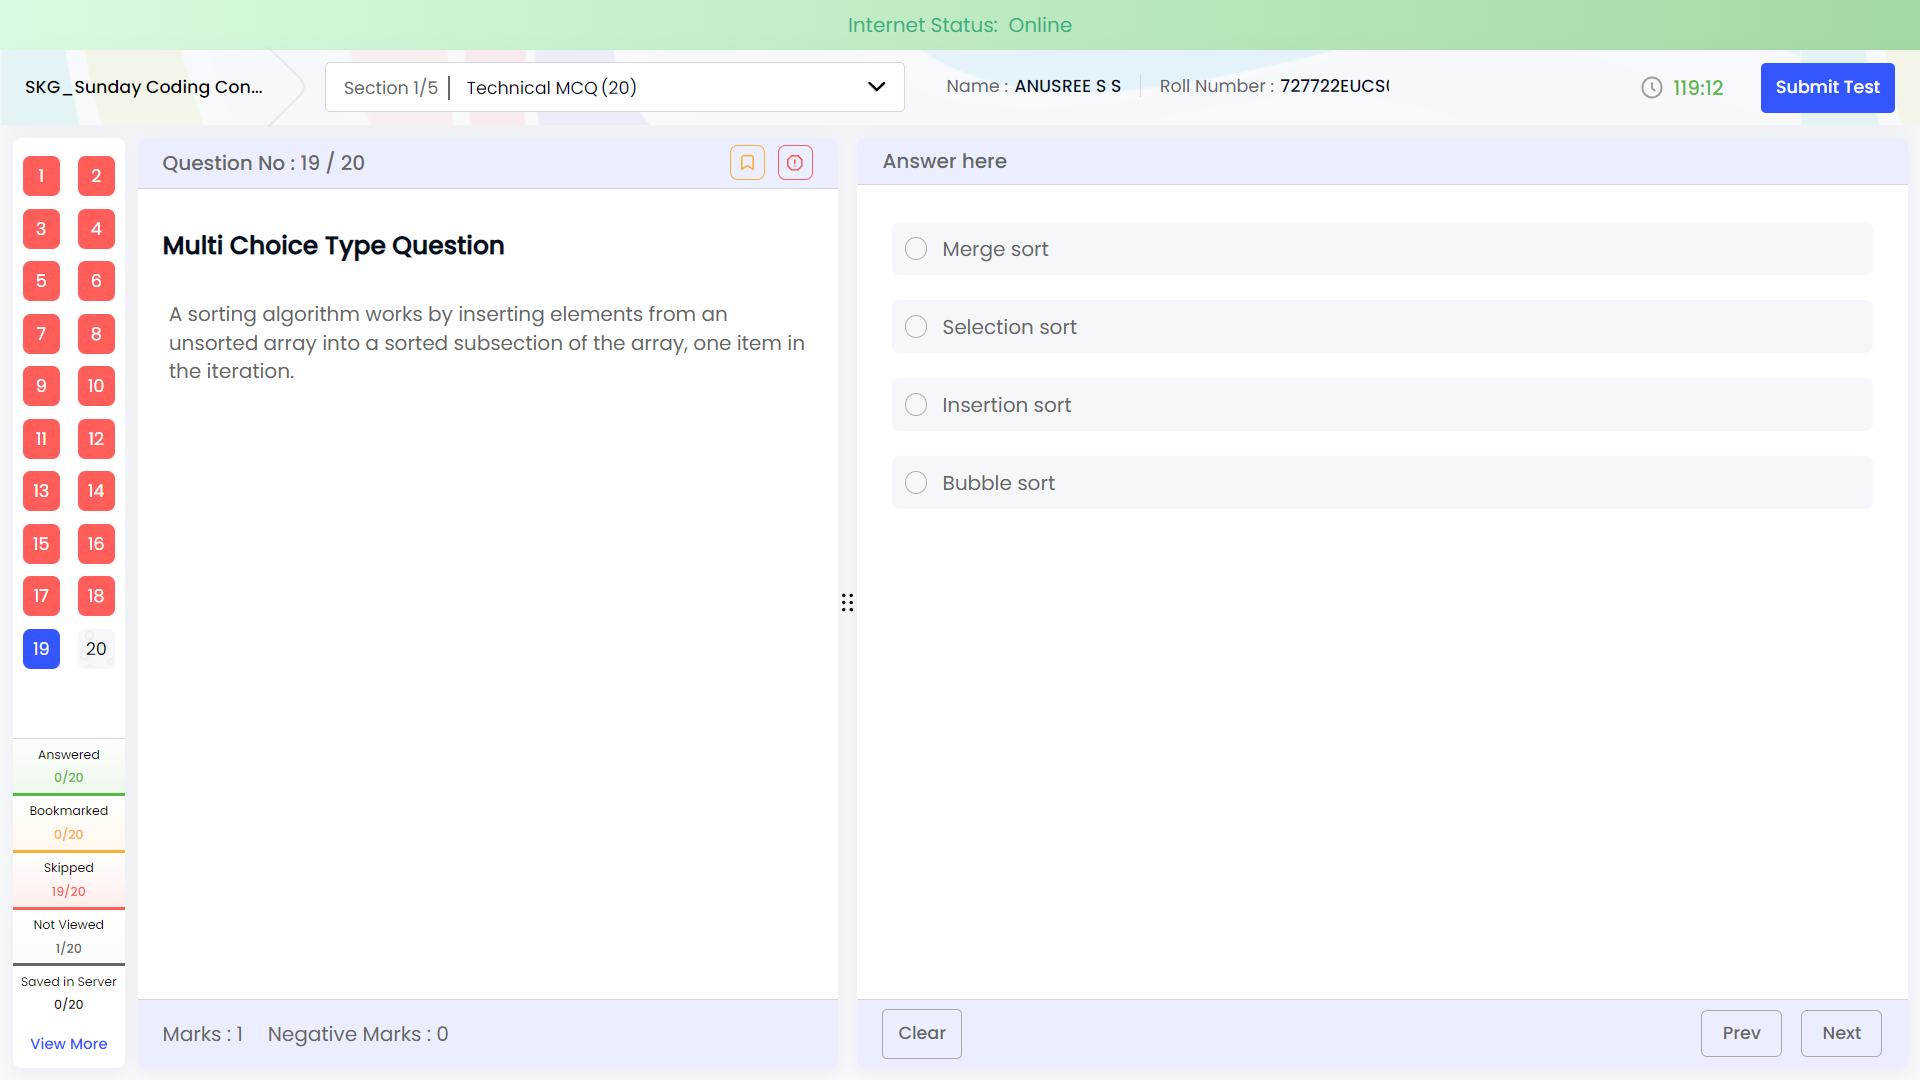 Internet Status: Online
SKG_Sunday Coding Con...
Section 1/5 | Technical MCQ (20)
Name : ANUSREE S S
Roll Number : 727722EUCS
119:12
Submit Test
1 2
3 4
5 6
7 8
9 10
11 12
13 14
15 16
17 18
19 20
Answered
0/20
Bookmarked
0/20
Skipped
19/20
Not Viewed
1/20
Saved in Server
0/20
View More
Question No : 19 / 20
Multi Choice Type Question
A sorting algorithm works by inserting elements from an
unsorted array into a sorted subsection of the array, one item in
the iteration.
Marks : 1 Negative Marks : 0
Answer here
Merge sort
Selection sort
Insertion sort
Bubble sort
Clear
Prev
Next